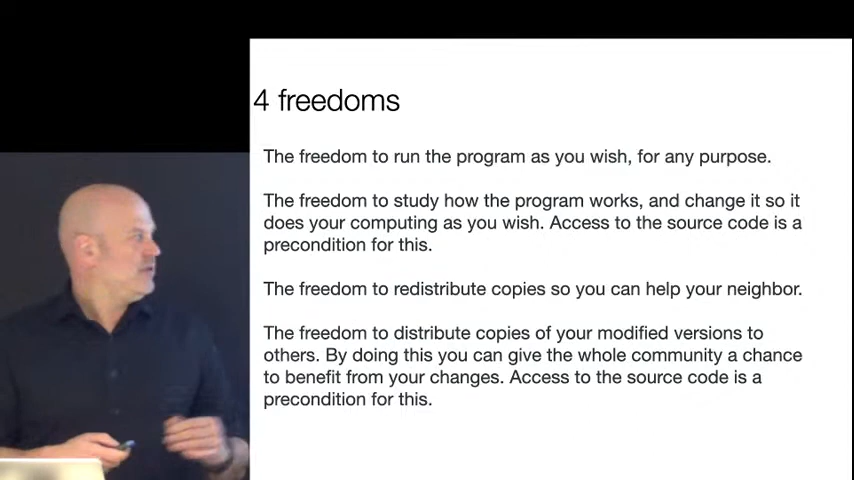 4 freedoms
The freedom to run the program as you wish, for any purpose.
The freedom to study how the program works, and change it so it
does your computing as you wish. Access to the source code is a
precondition for this.
The freedom to redistribute copies so you can help your neighbor.
The freedom to distribute copies of your modified versions to
others. By doing this you can give the whole community a chance
to benefit from your changes. Access to the source code is a
precondition for this.